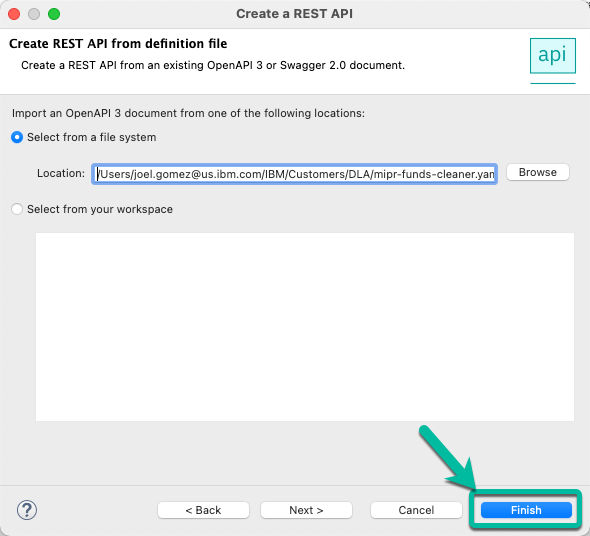 Create a REST API
Create REST API from definition file
Create a REST API from an existing OpenAPI 3 or Swagger 2.0 document.
api
Import an OpenAPI 3 document from one of the following locations:
Select from a file system
Location: /Users/joel.gomez@us.ibm.com/IBM/Customers/DLA/mipr-funds-cleaner.yam Browse
Select from your workspace
? < Back Next > Cancel Finish